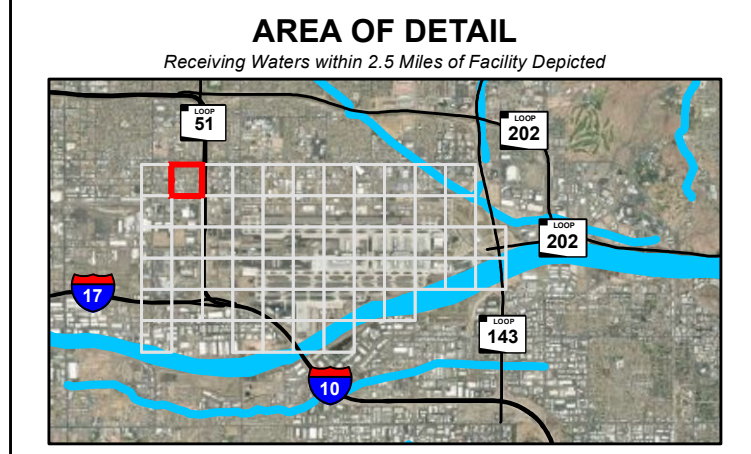 AREA OF DETAIL
Receiving Waters within 2.5 Miles of Facility Depicted
LOOP
51
LOOP
202
LOOP
202
17
LOOP
143
10